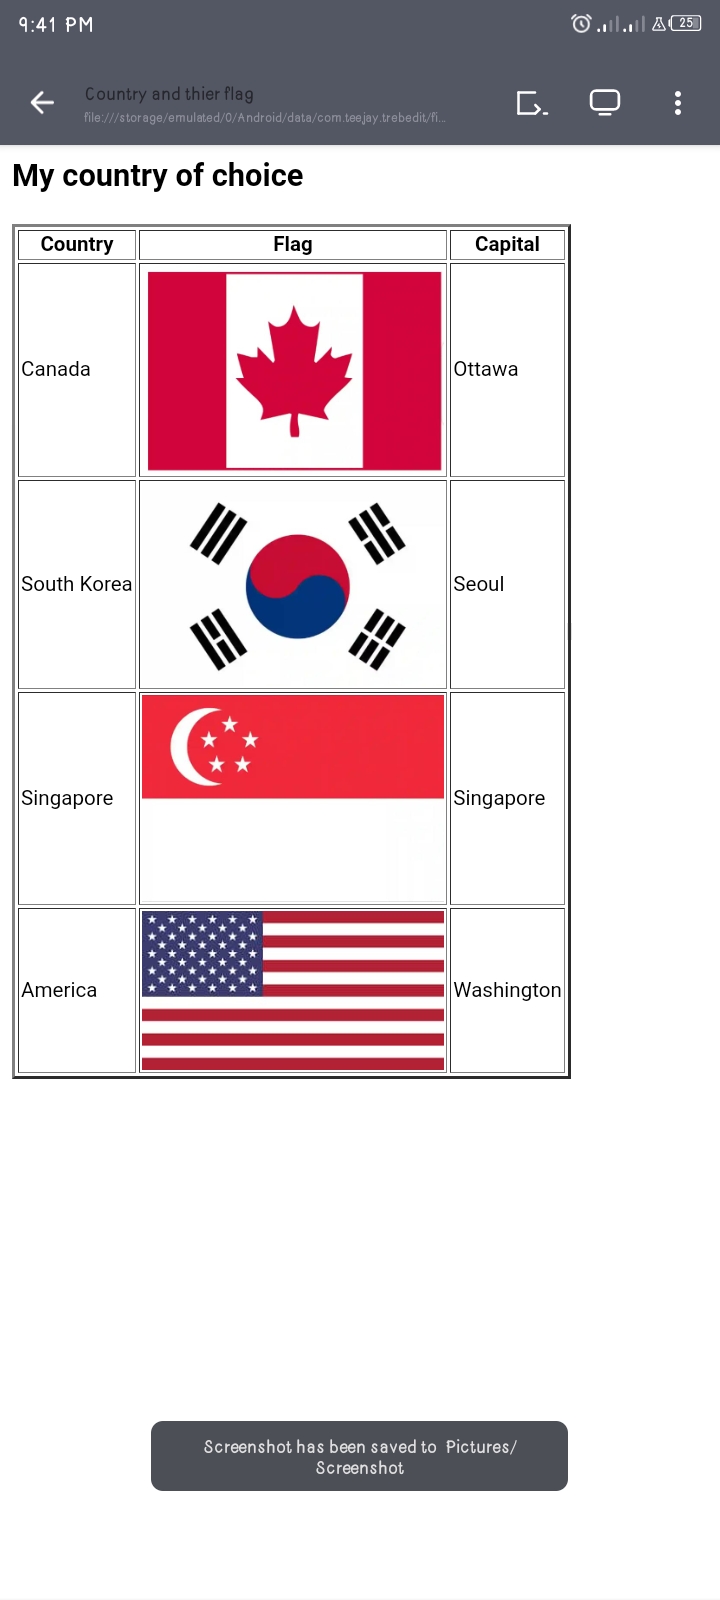 9:41 PM
25
Country and thier flag
file:///storage/emulated/0/Android/data/com.teejay.trebedit/fi...
My country of choice
Country Flag Capital
Canada Ottawa
South Korea Seoul
Singapore Singapore
America Washington
Screenshot has been saved to Pictures/
Screenshot